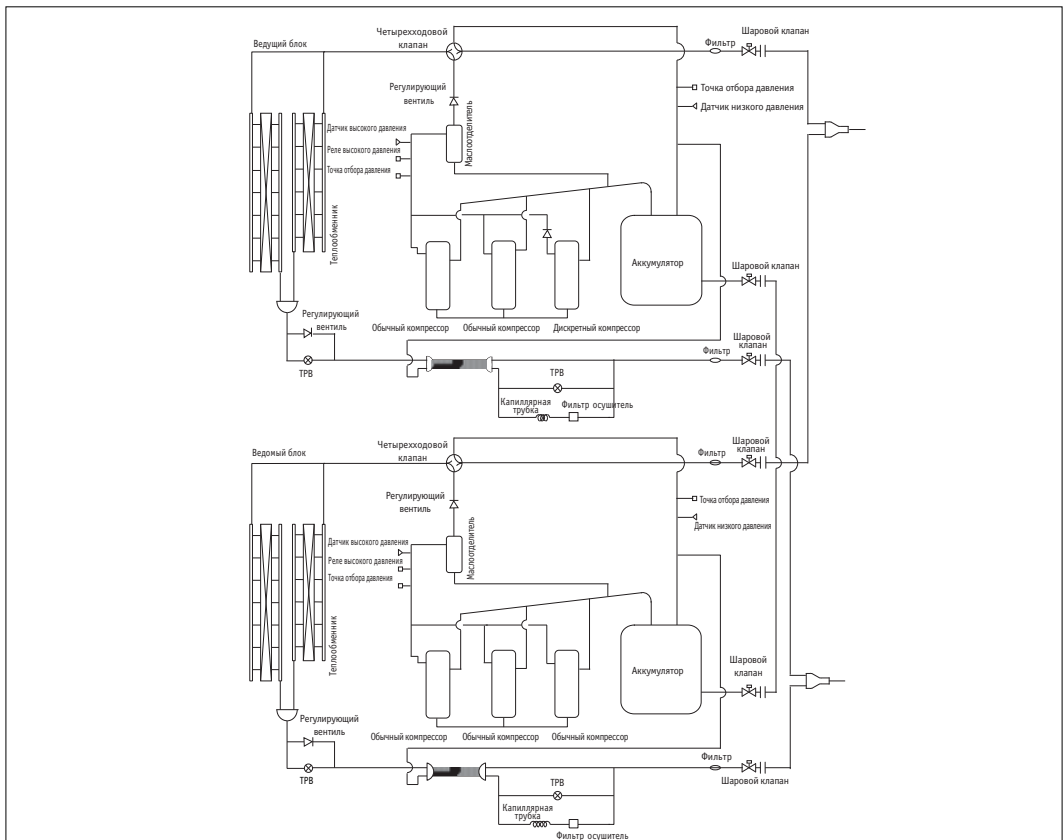 Четырехходовой
клапан
Шаровой клапан
Фильтр
Ведущий блок
Регулирующий
вентиль
Точка отбора давления
Датчик низкого давления
Датчик высокого давления
Реле высокого давления
Точка отбора давления
Маслоотделитель
Теплообменник
Аккумулятор
Шаровой клапан
Регулирующий
вентиль
Обычный компрессор
Обычный компрессор
Дискретный компрессор
Шаровой
клапан
Фильтр
ТРВ
ТРВ
Капиллярная
трубка
Фильтр осушитель
Четырехходовой
клапан
Шаровой
клапан
Фильтр
Ведомый блок
Регулирующий
вентиль
Точка отбора давления
Датчик низкого давления
Датчик высокого давления
Реле высокого давления
Точка отбора давления
Маслоотделитель
Теплообменник
Аккумулятор
Шаровой
клапан
Регулирующий
вентиль
Обычный компрессор
Обычный компрессор
Обычный компрессор
Фильтр
Шаровой клапан
ТРВ
ТРВ
Капиллярная
трубка
Фильтр осушитель